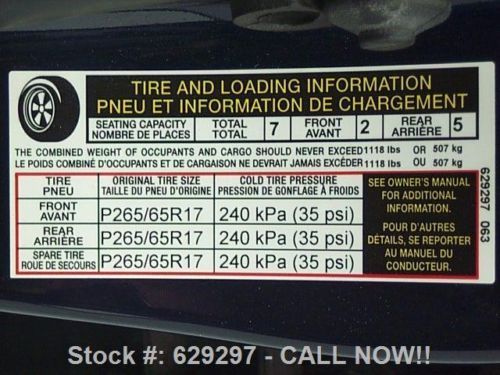 TIRE AND LOADING INFORMATION
PNEU ET INFORMATION DE CHARGEMENT
SEATING CAPACITY TOTAL 7 FRONT 2 REAR 5
NOMBRE DE PLACES TOTAL AVANT ARRIÈRE
THE COMBINED WEIGHT OF OCCUPANTS AND CARGO SHOULD NEVER EXCEED 1118 lbs OR 507 kg
LE POIDS COMBINÉ D'OCCUPANTS ET DE CARGAISON NE DEVRAIT JAMAIS EXCÉDER 1118 lbs OU 507 kg
TIRE ORIGINAL TIRE SIZE COLD TIRE PRESSURE
PNEU TAILLE DU PNEU D'ORIGINE PRESSION DE GONFLAGE À FROIDS
FRONT
AVANT P265/65R17 240 kPa (35 psi)
REAR
ARRIÈRE P265/65R17 240 kPa (35 psi)
SPARE TIRE
ROUE DE SECOURS P265/65R17 240 kPa (35 psi)
SEE OWNER'S MANUAL
FOR ADDITIONAL
INFORMATION.
POUR D'AUTRES
DÉTAILS, SE REPORTER
AU MANUEL DU
CONDUCTEUR.
629297 063
Stock #: 629297 - CALL NOW!!